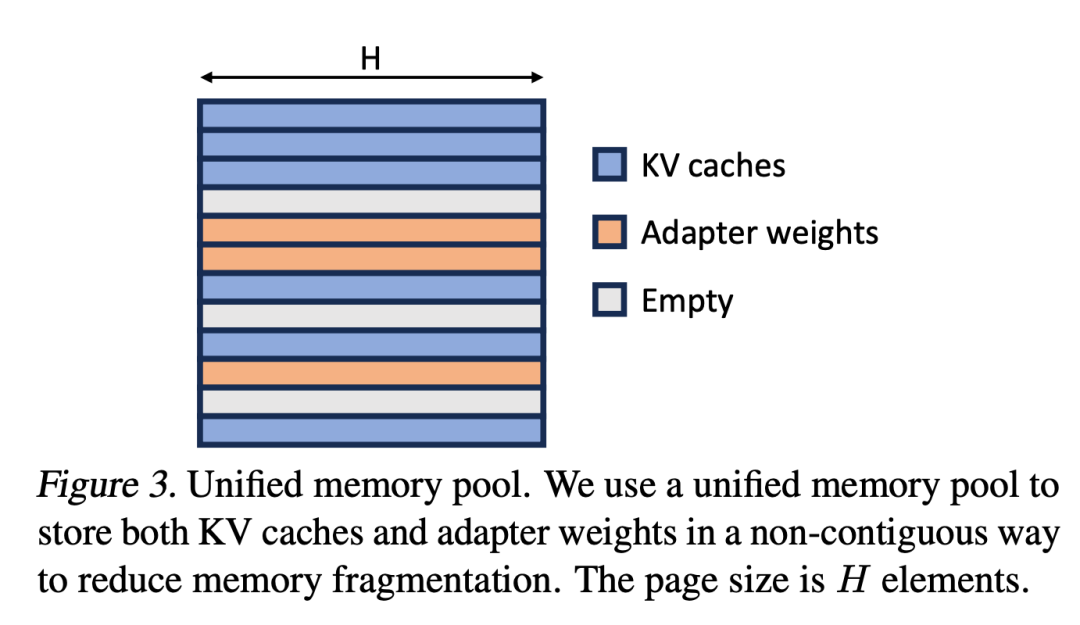 H
KV caches
Adapter weights
Empty
Figure 3. Unified memory pool. We use a unified memory pool to
store both KV caches and adapter weights in a non-contiguous way
to reduce memory fragmentation. The page size is H elements.